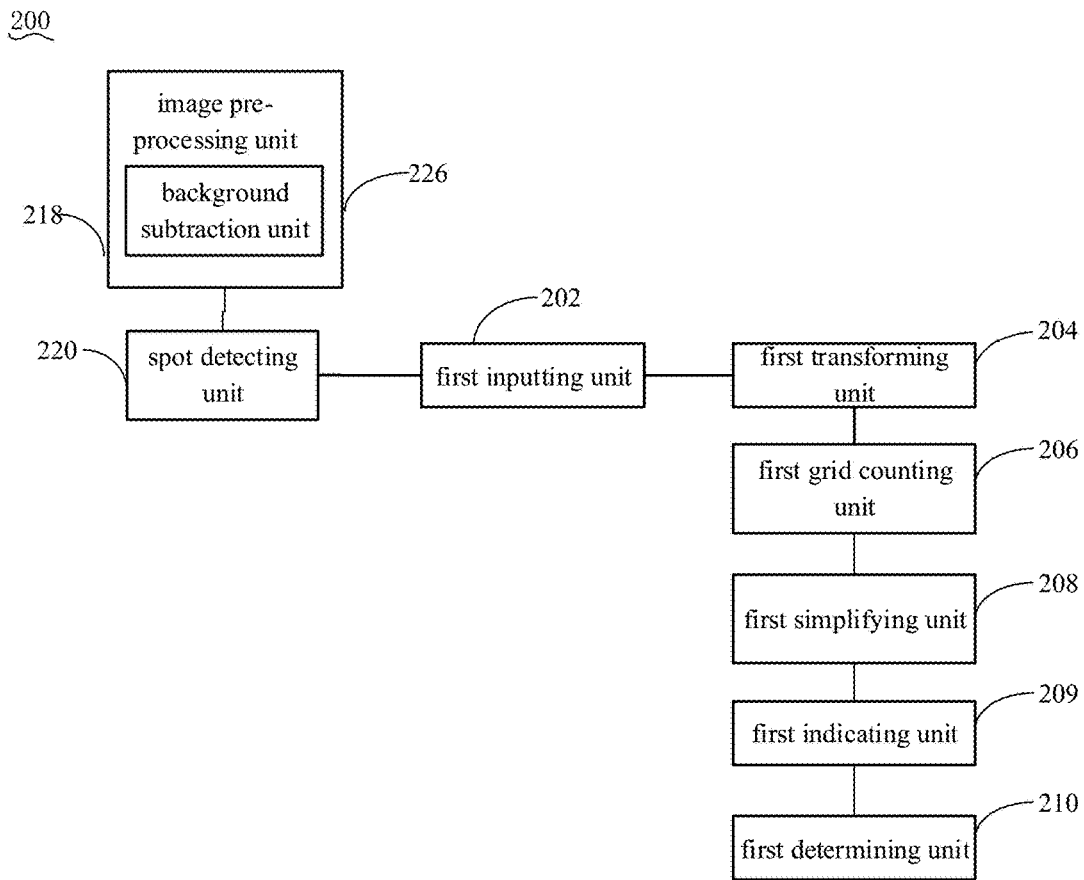 200
image pre-
processing unit
226
background
subtraction unit
218
202
220
spot detecting
unit
first inputting unit
204
first transforming
unit
206
first grid counting
unit
208
first simplifying unit
209
first indicating unit
210
first determining unit